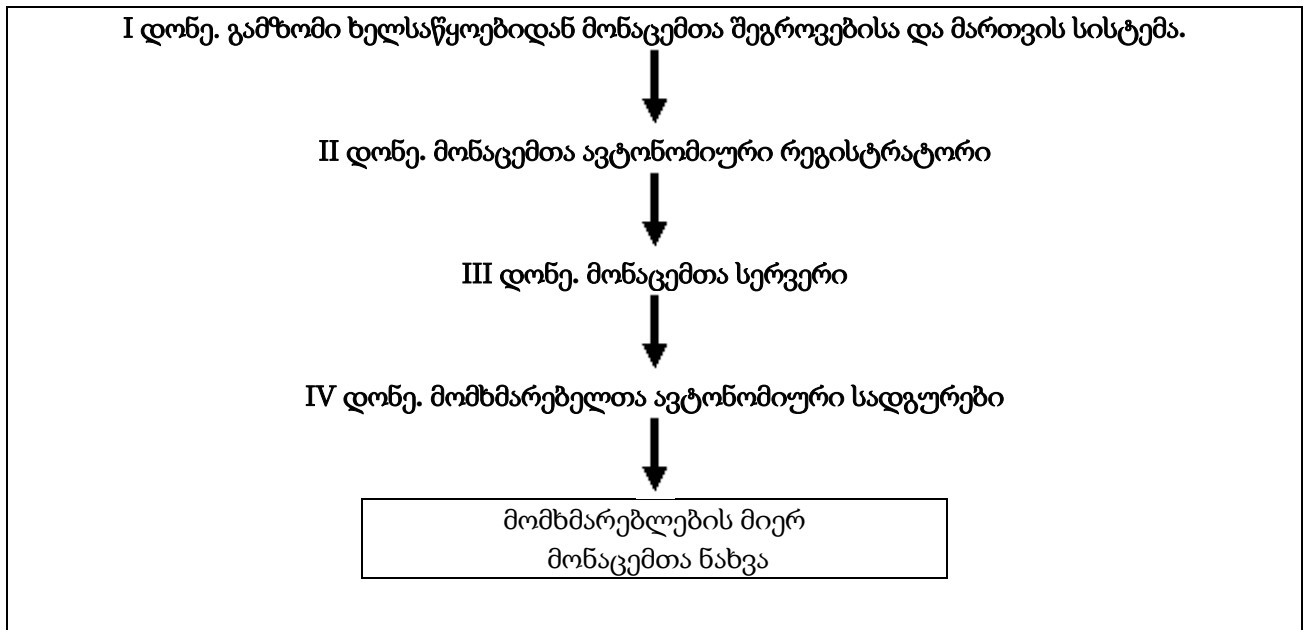 I დონე. გამზომი ხელსაწყოებიდან მონაცემთა შეგროვებისა და მართვის სისტემა.
II დონე. მონაცემთა ავტონომიური რეგისტრატორი
III დონე. მონაცემთა სერვერი
IV დონე. მომხმარებელთა ავტონომიური სადგურები
მომხმარებლების მიერ
მონაცემთა ნახვა